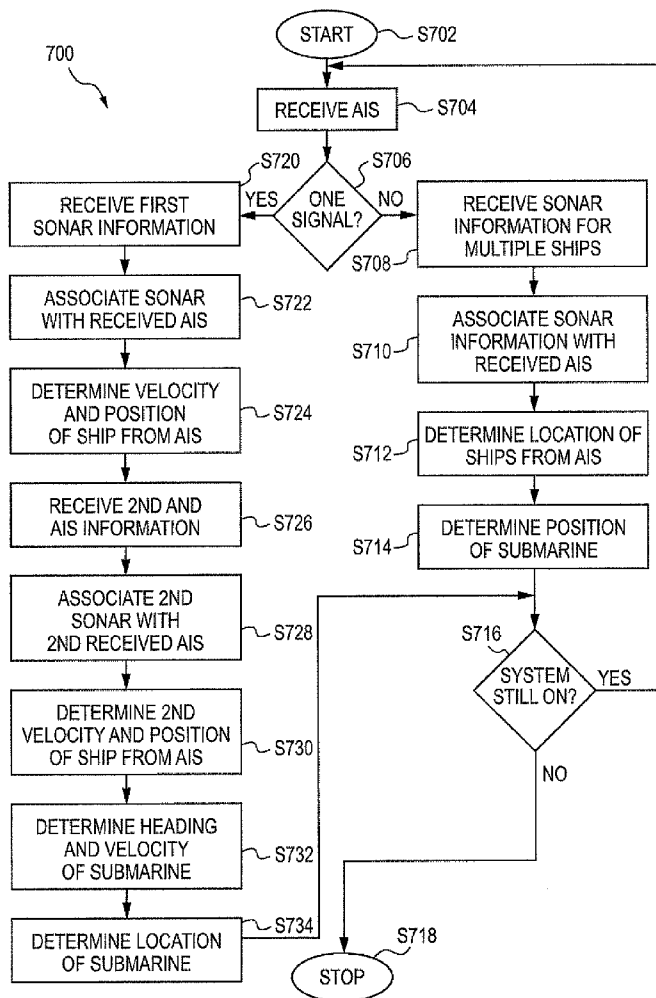 START
S702
700
RECEIVE AIS
S704
S706
ONE
SIGNAL?
YES
NO
S720
RECEIVE FIRST
SONAR INFORMATION
RECEIVE SONAR
INFORMATION FOR
MULTIPLE SHIPS
S708
ASSOCIATE SONAR
WITH RECEIVED AIS
S722
ASSOCIATE SONAR
INFORMATION WITH
RECEIVED AIS
S710
DETERMINE VELOCITY
AND POSITION
OF SHIP FROM AIS
S724
DETERMINE LOCATION OF
SHIPS FROM AIS
S712
RECEIVE 2ND AND
AIS INFORMATION
S726
DETERMINE POSITION
OF SUBMARINE
S714
ASSOCIATE 2ND
SONAR WITH
2ND RECEIVED AIS
S728
S716
SYSTEM
STILL ON?
YES
NO
DETERMINE 2ND
VELOCITY AND POSITION
OF SHIP FROM AIS
S730
DETERMINE HEADING
AND VELOCITY
OF SUBMARINE
S732
S734
DETERMINE LOCATION
OF SUBMARINE
S718
STOP